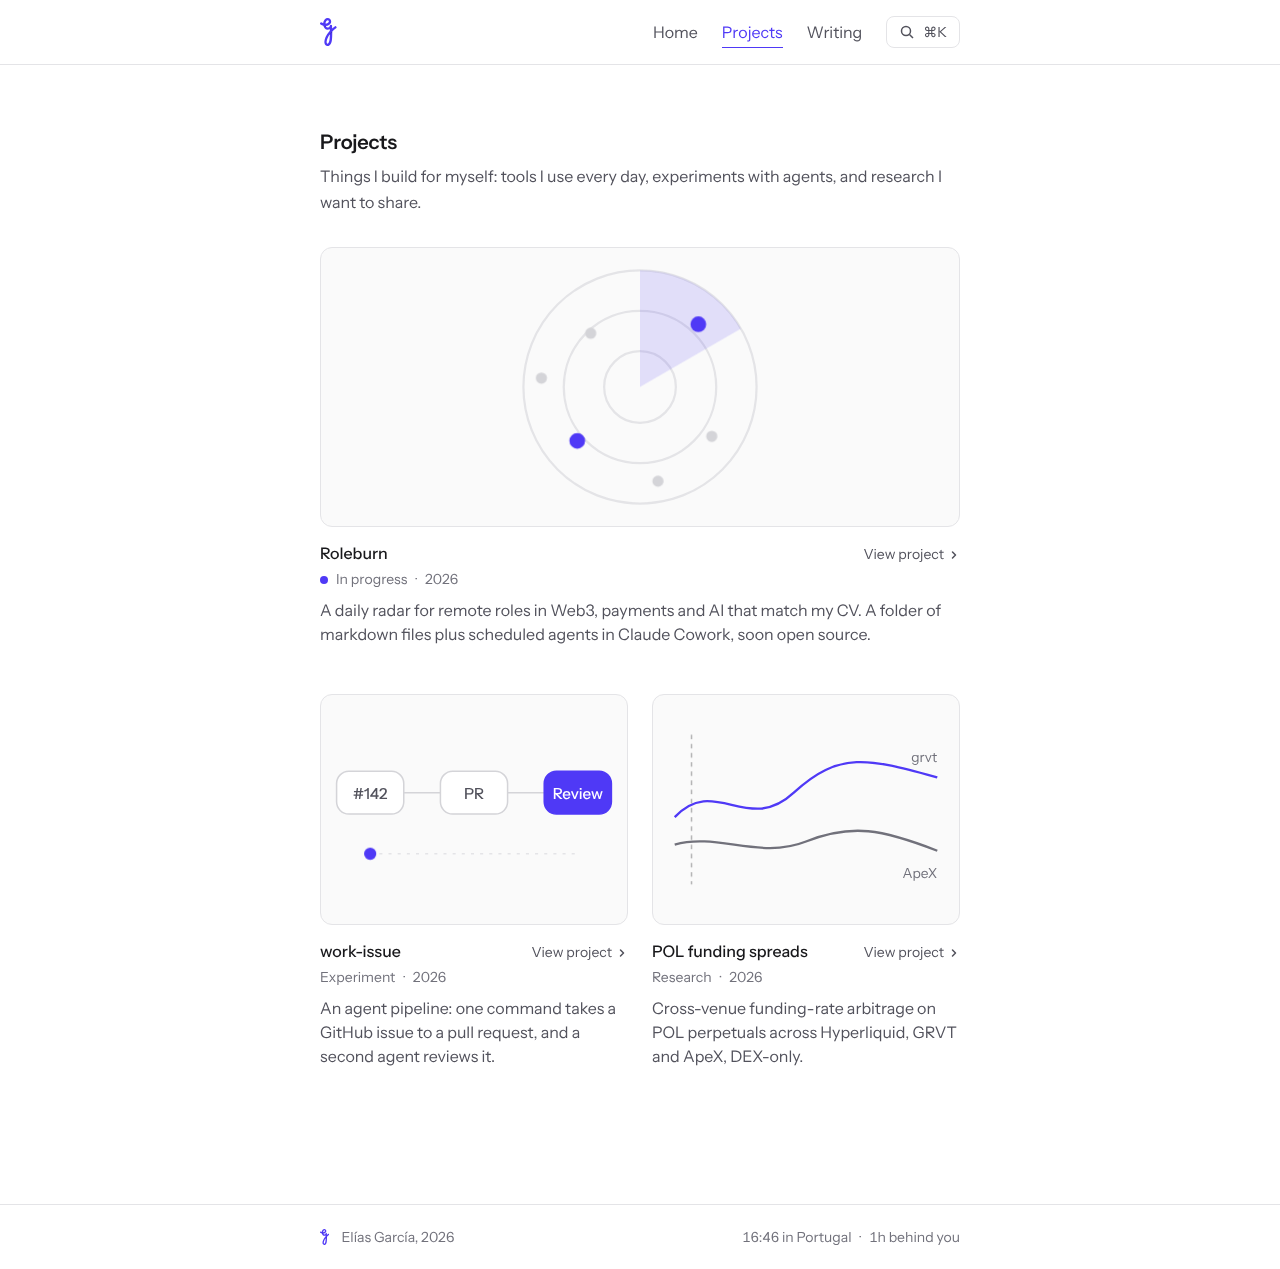 Home Projects Writing ⌘K
Projects
Things I build for myself: tools I use every day, experiments with agents, and research I
want to share.
Roleburn
View project
In progress · 2026
A daily radar for remote roles in Web3, payments and AI that match my CV. A folder of
markdown files plus scheduled agents in Claude Cowork, soon open source.
#142 PR Review
grvt
ApeX
work-issue
View project
Experiment · 2026
An agent pipeline: one command takes a
GitHub issue to a pull request, and a
second agent reviews it.
POL funding spreads
View project
Research · 2026
Cross-venue funding-rate arbitrage on
POL perpetuals across Hyperliquid, GRVT
and ApeX, DEX-only.
Elías García, 2026
16:46 in Portugal · 1h behind you